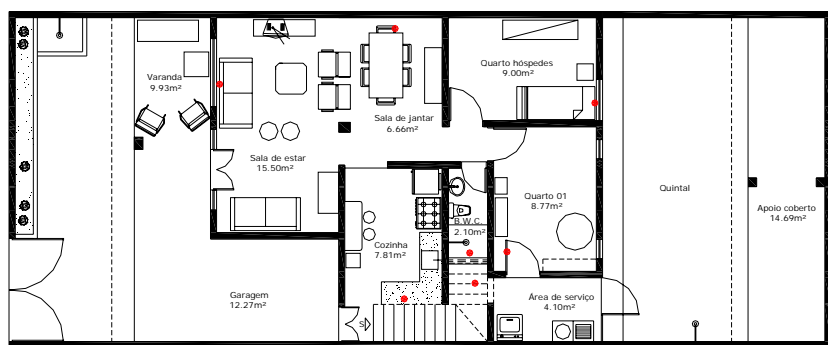 Varanda
9.93m²
Sala de jantar
6.66m²
Quarto hóspedes
9.00m²
Sala de estar
15.50m²
Quarto 01
8.77m²
Quintal
Apoio coberto
14.69m²
B.W.C.
2.10m²
Cozinha
7.81m²
Garagem
12.27m²
Área de serviço
4.10m²
S